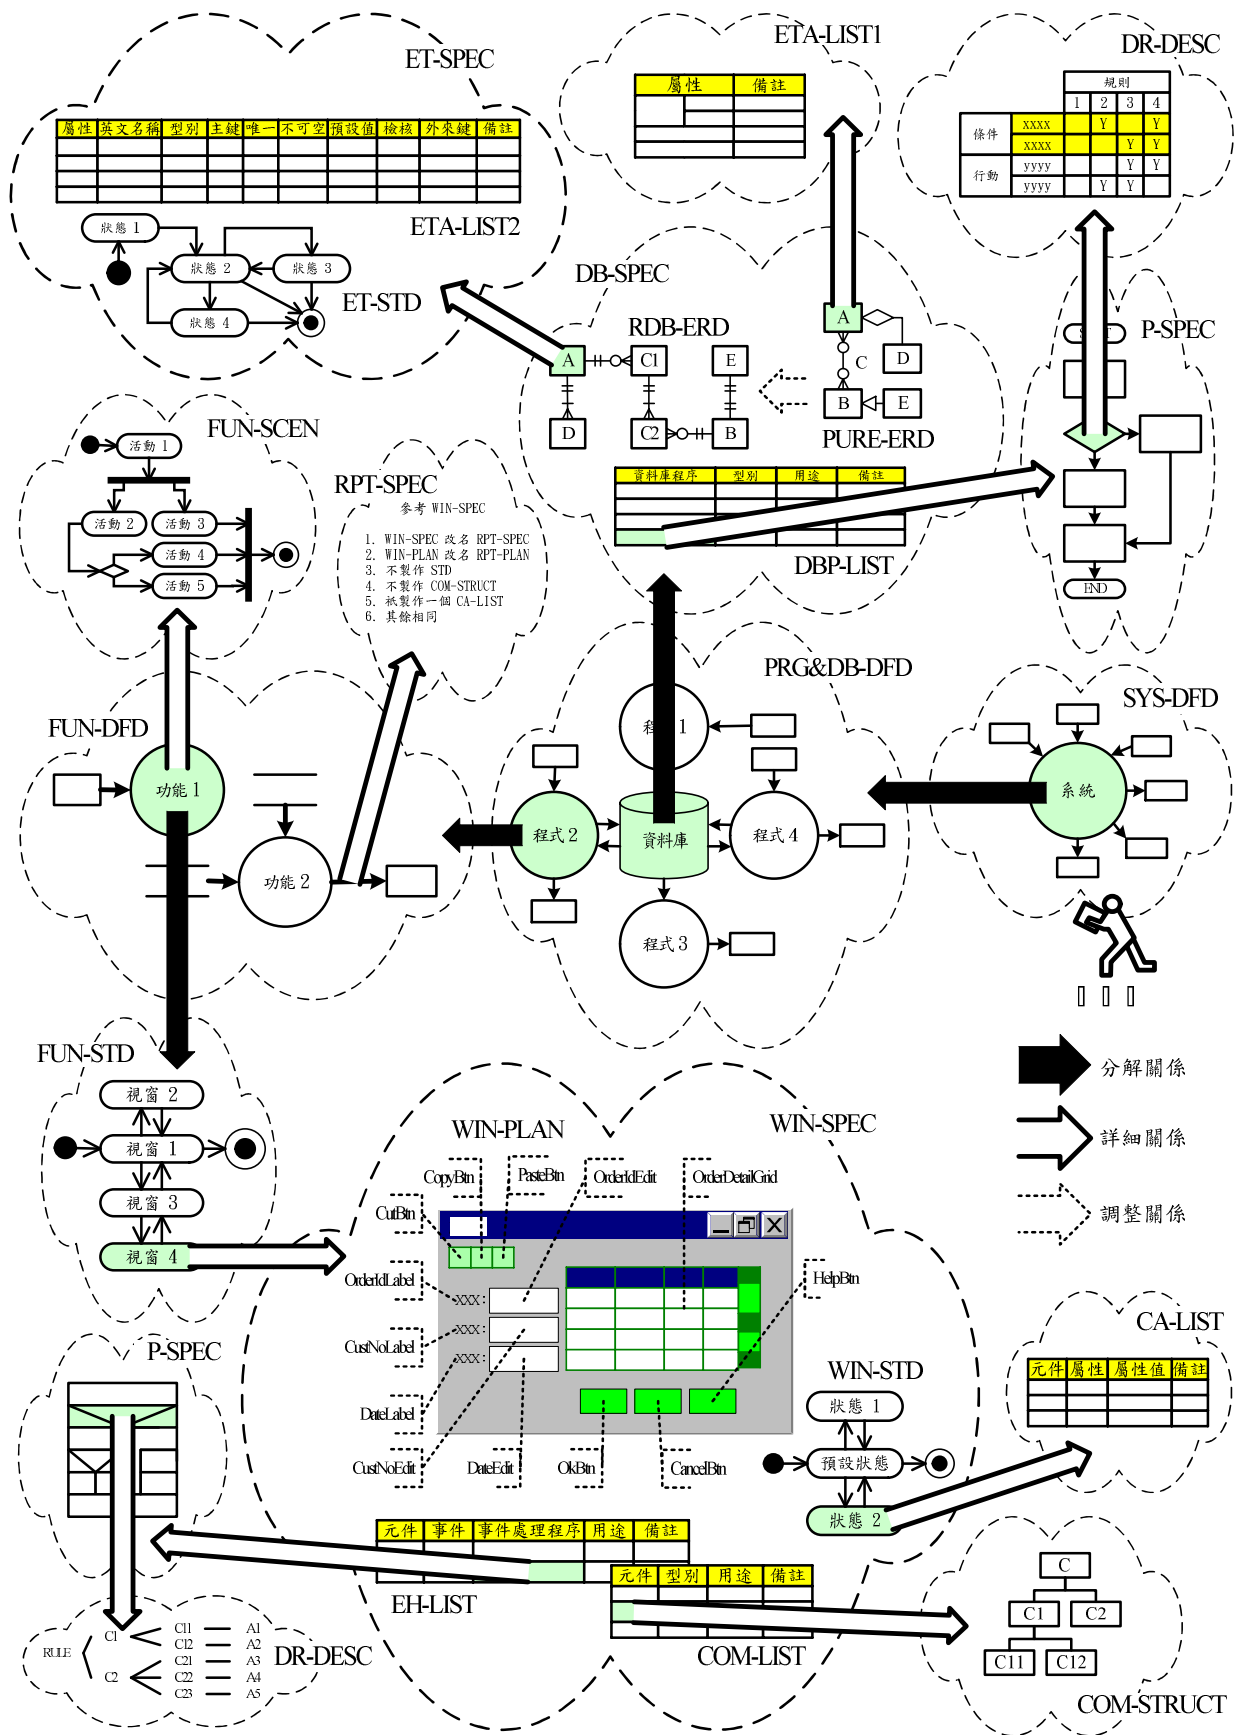 ETA-LIST1
屬性 備註
DR-DESC
規則
1 2 3 4
條件 xxxx Y Y
xxxx Y Y
行動 yyyy Y Y
yyyy Y Y
ET-SPEC
屬性 英文名稱 型別 主鍵 唯一 不可空 預設值 檢核 外來鍵 備註
ETA-LIST2
狀態 1
狀態 2
狀態 3
狀態 4
ET-STD
DB-SPEC
RDB-ERD
A
C1
E
D
C2
B
A
D
C
B
E
PURE-ERD
資料庫程序 型別 用途 備註
DBP-LIST
P-SPEC
END
FUN-SCEN
活動 1
活動 2
活動 3
活動 4
活動 5
RPT-SPEC
參考 WIN-SPEC
1. WIN-SPEC 改名 RPT-SPEC
2. WIN-PLAN 改名 RPT-PLAN
3. 不製作 STD
4. 不製作 COM-STRUCT
5. 祇製作一個 CA-LIST
6. 其餘相同
FUN-DFD
功能 1
功能 2
PRG&DB-DFD
程 1
程式 2
資料庫
程式 4
程式 3
SYS-DFD
系統
分解關係
詳細關係
調整關係
FUN-STD
視窗 2
視窗 1
視窗 3
視窗 4
WIN-SPEC
WIN-PLAN
CopyBtn
PasteBtn
OrderIdEdit
OrderDetailGrid
CutBtn
OrderIdLabel
XXX:
HelpBtn
CustNoLabel
XXX:
XXX:
DateLabel
CustNoEdit
DateEdit
OkBtn
CancelBtn
WIN-STD
狀態 1
預設狀態
狀態 2
CA-LIST
元件 屬性 屬性值 備註
P-SPEC
元件 事件 事件處理程序 用途 備註
EH-LIST
元件 型別 用途 備註
COM-LIST
C
C1 C2
C11 C12
COM-STRUCT
RULE
C1
C11 A1
C12 A2
C21 A3
C2
C22 A4
C23 A5
DR-DESC